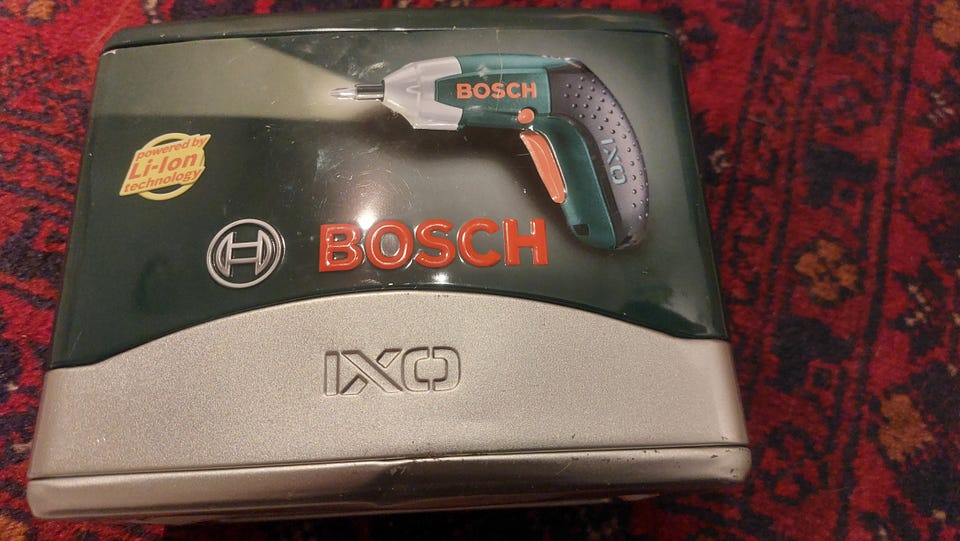 BOSCH
IXO
powered by
Li-Ion
technology
BOSCH
IXO